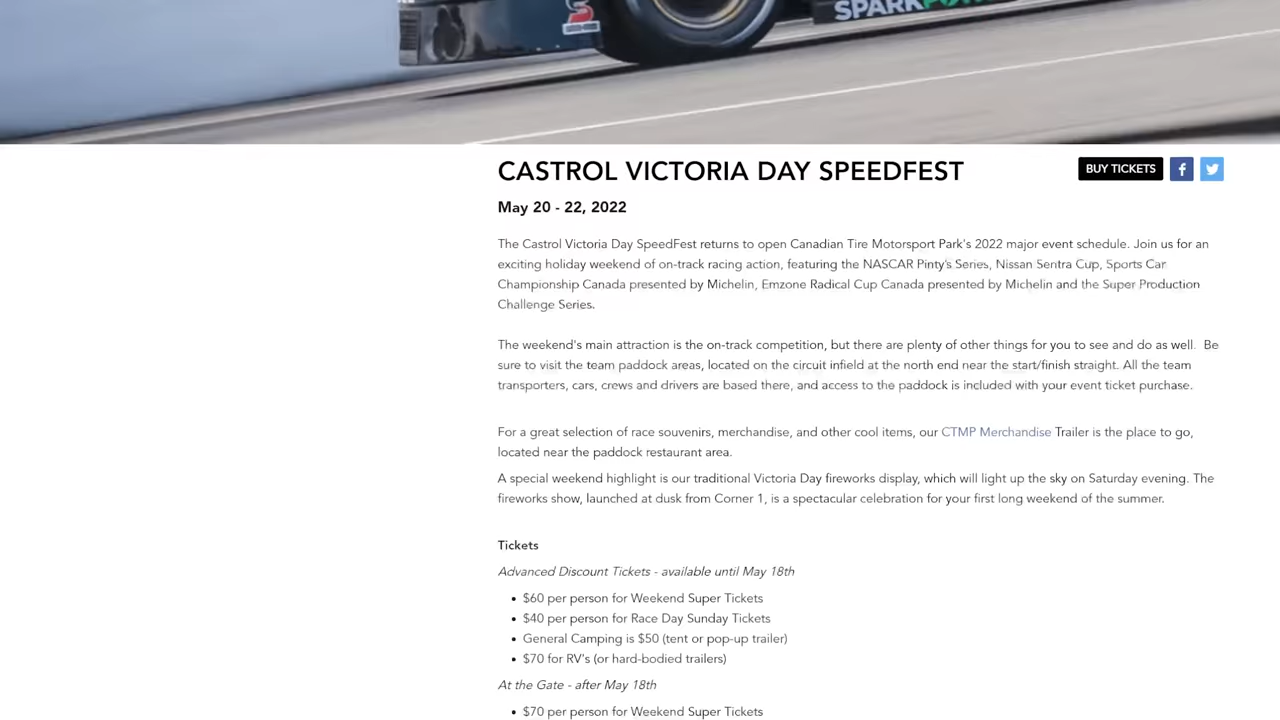 SPARK
CASTROL VICTORIA DAY SPEEDFEST
BUY TICKETS
May 20 - 22, 2022
The Castrol Victoria Day SpeedFest returns to open Canadian Tire Motorsport Park's 2022 major event schedule. Join us for an
exciting holiday weekend of on-track racing action, featuring the NASCAR Pinty's Series, Nissan Sentra Cup, Sports Car
Championship Canada presented by Michelin, Emzone Radical Cup Canada presented by Michelin and the Super Production
Challenge Series.
The weekend's main attraction is the on-track competition, but there are plenty of other things for you to see and do as well. Be
sure to visit the team paddock areas, located on the circuit infield at the north end near the start/finish straight. All the team
transporters, cars, crews and drivers are based there, and access to the paddock is included with your event ticket purchase.
For a great selection of race souvenirs, merchandise, and other cool items, our CTMP Merchandise Trailer is the place to go,
located near the paddock restaurant area.
A special weekend highlight is our traditional Victoria Day fireworks display, which will light up the sky on Saturday evening. The
fireworks show, launched at dusk from Corner 1, is a spectacular celebration for your first long weekend of the summer.
Tickets
Advanced Discount Tickets - available until May 18th
• $60 per person for Weekend Super Tickets
• $40 per person for Race Day Sunday Tickets
• General Camping is $50 (tent or pop-up trailer)
• $70 for RV's (or hard-bodied trailers)
At the Gate - after May 18th
• $70 per person for Weekend Super Tickets